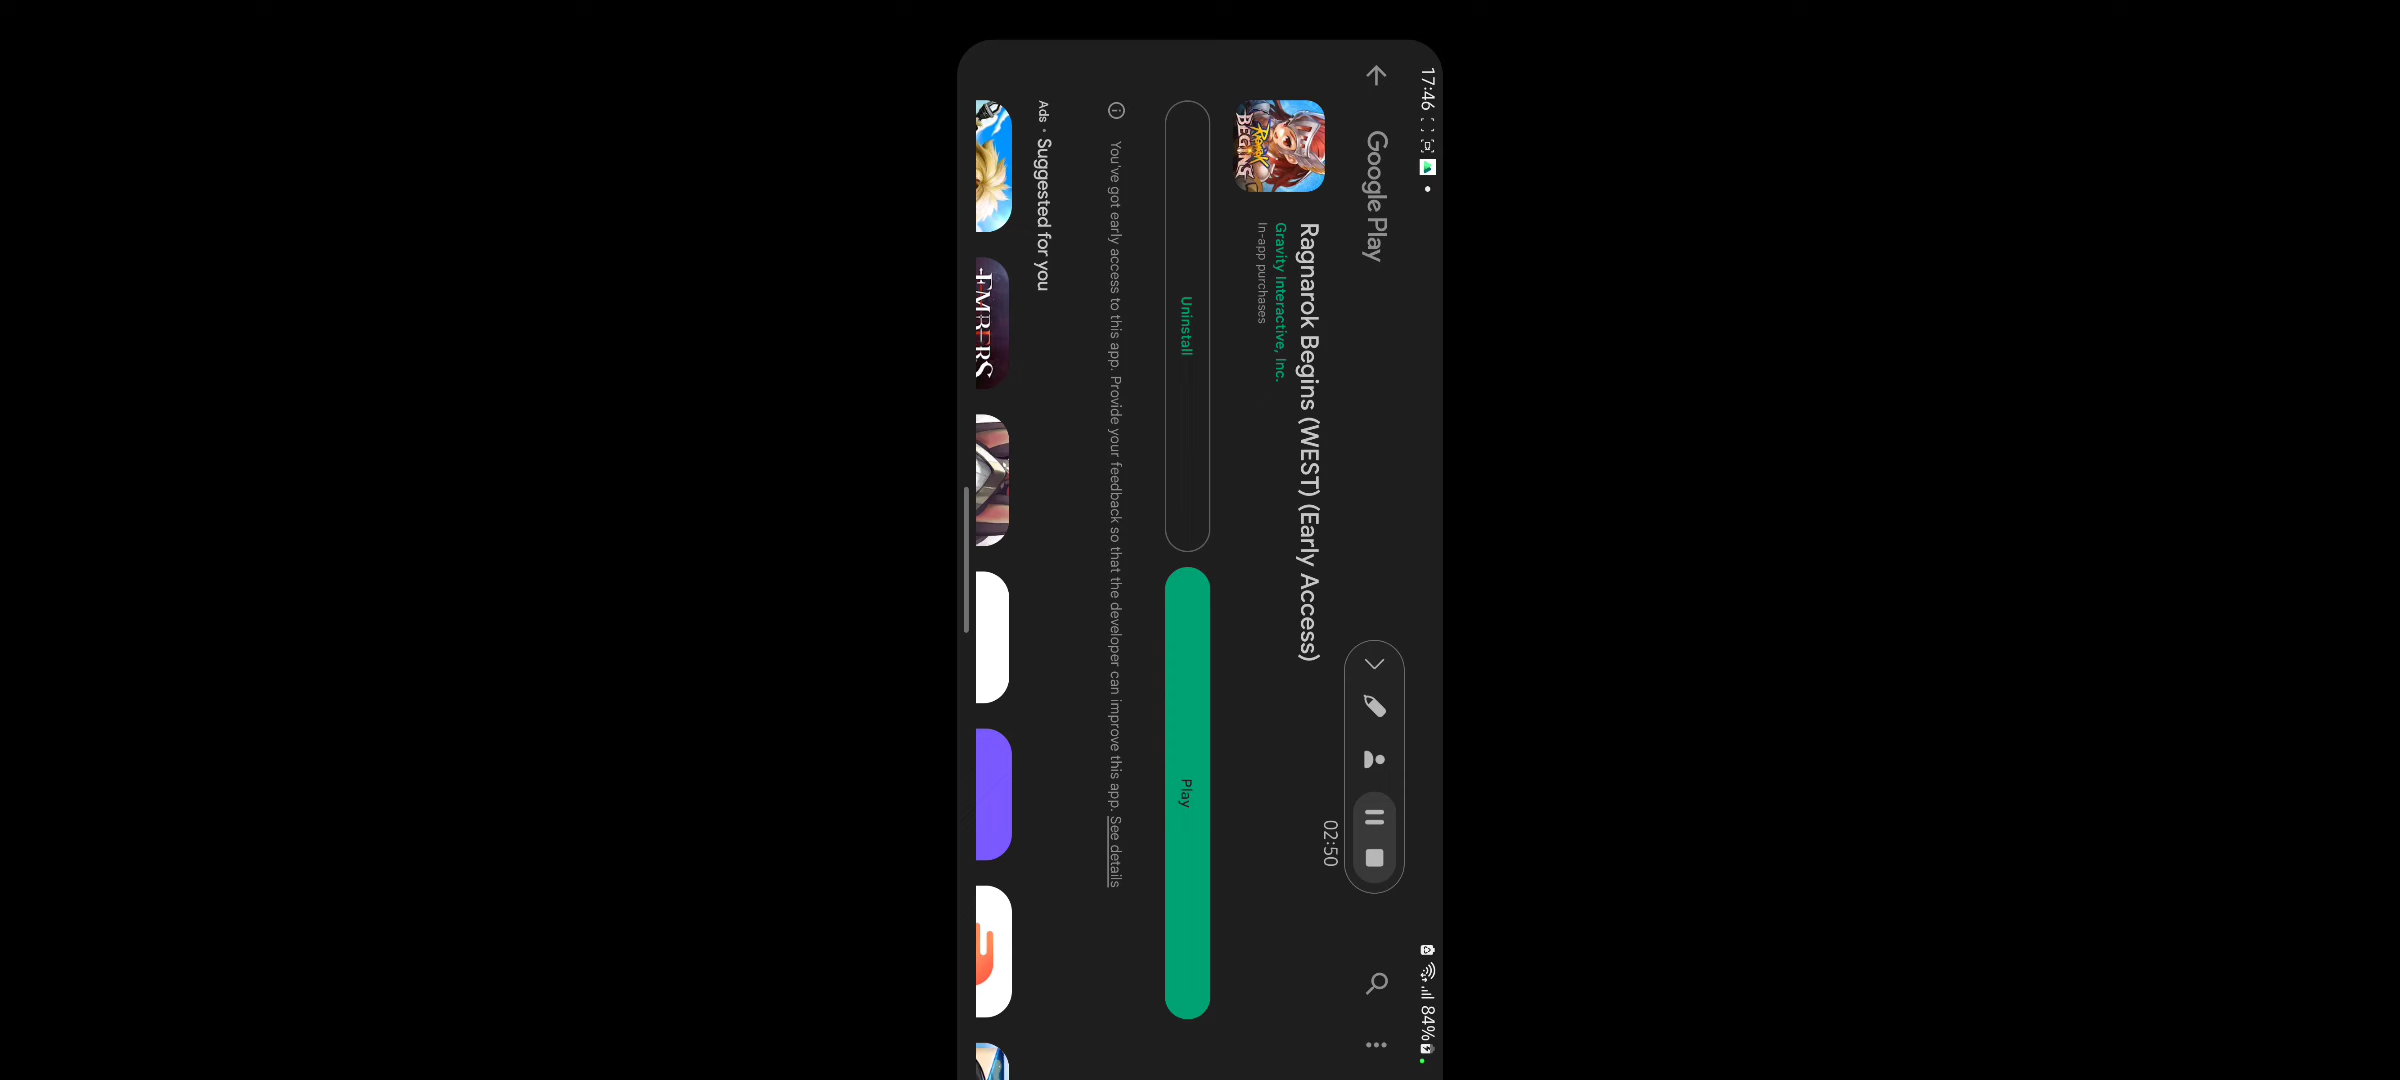 17:46
84%
Google Play
02:50
Ragnarok Begins (WEST) (Early Access)
Gravity Interactive, Inc.
In-app purchases
BEGINS
Uninstall
Play
You've got early access to this app. Provide your feedback so that the developer can improve this app. See details
Ads • Suggested for you
EMBERS